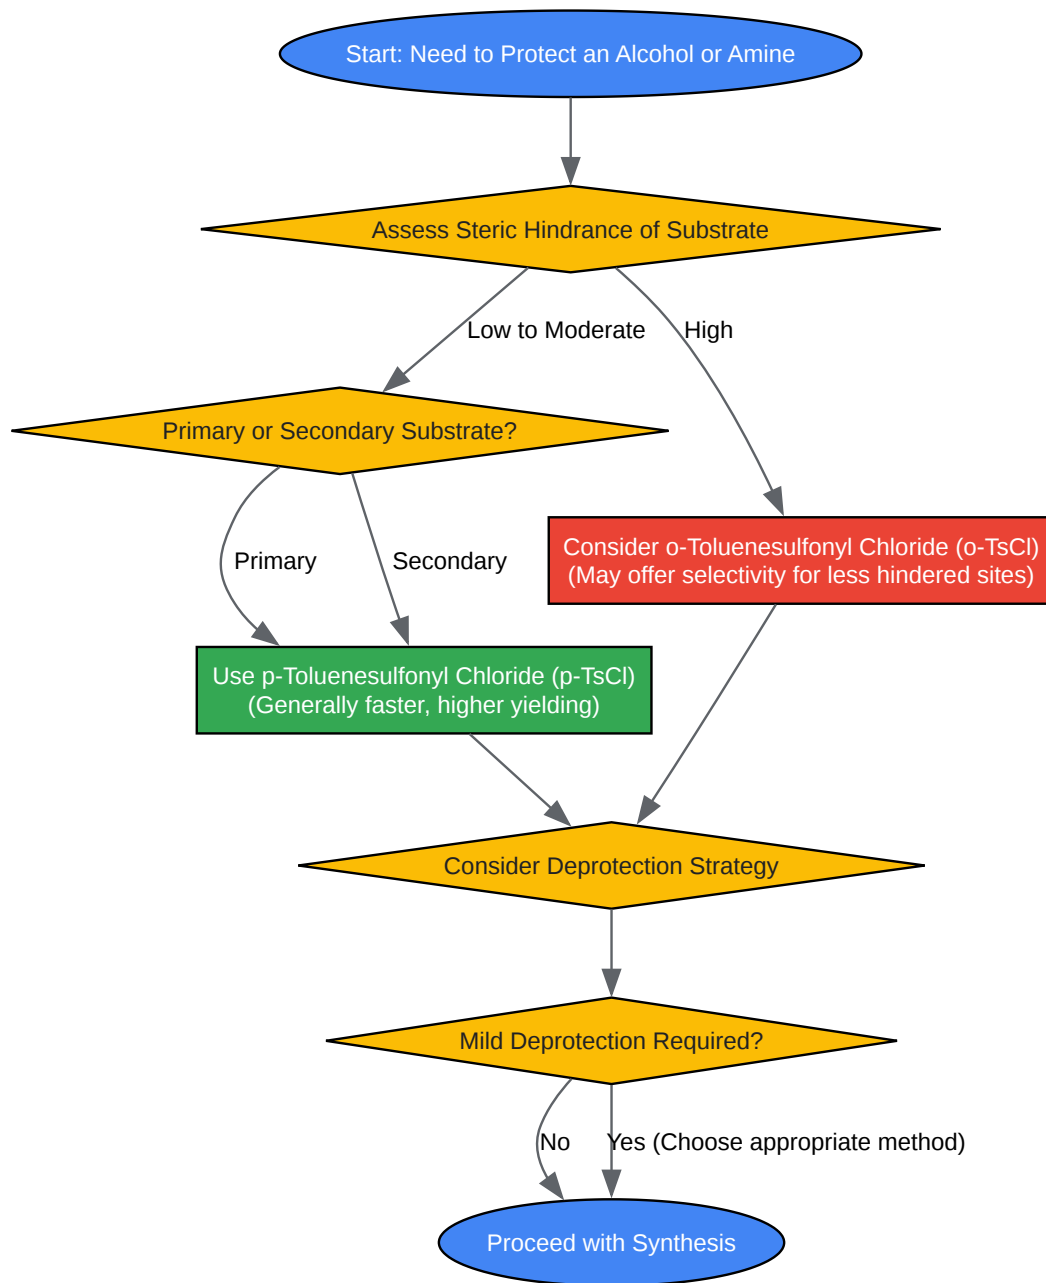 Start: Need to Protect an Alcohol or Amine
Assess Steric Hindrance of Substrate
Low to Moderate
High
Primary or Secondary Substrate?
Primary
Secondary
Consider o-Toluenesulfonyl Chloride (o-TsCl)
(May offer selectivity for less hindered sites)
Use p-Toluenesulfonyl Chloride (p-TsCl)
(Generally faster, higher yielding)
Consider Deprotection Strategy
Mild Deprotection Required?
No
Yes (Choose appropriate method)
Proceed with Synthesis